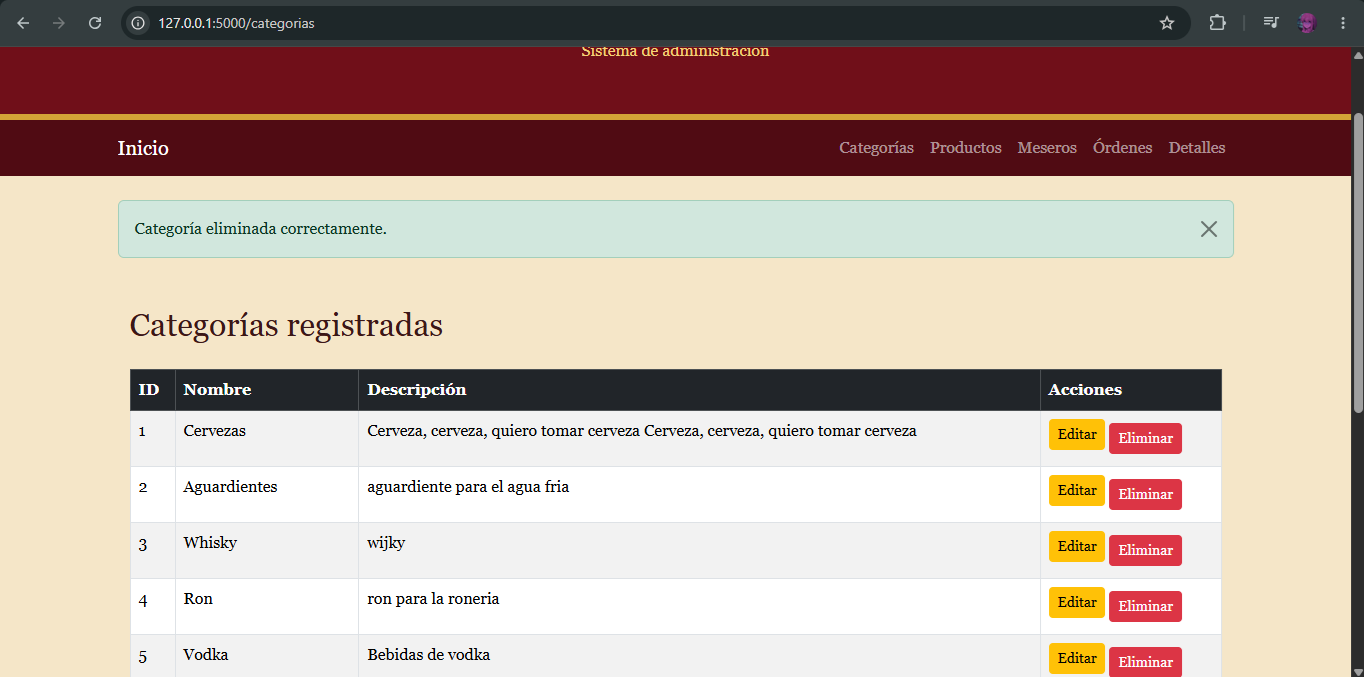 127.0.0.1:5000/categorias
Sistema de administración
Inicio Categorías Productos Meseros Órdenes Detalles
Categoría eliminada correctamente.
Categorías registradas
ID Nombre Descripción Acciones
1 Cervezas Cerveza, cerveza, quiero tomar cerveza Cerveza, cerveza, quiero tomar cerveza Editar Eliminar
2 Aguardientes aguardiente para el agua fria Editar Eliminar
3 Whisky wijky Editar Eliminar
4 Ron ron para la roneria Editar Eliminar
5 Vodka Bebidas de vodka Editar Eliminar